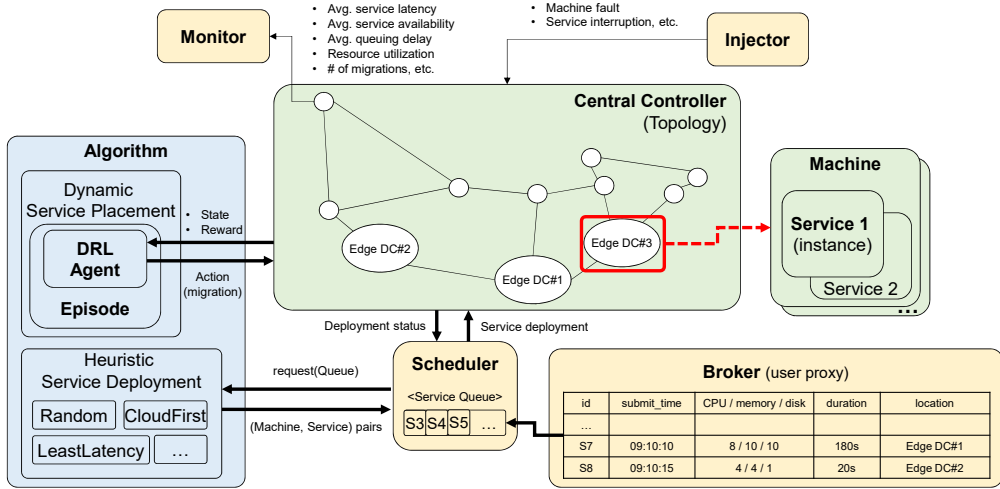 • Avg. service latency
• Avg. service availability
• Avg. queuing delay
• Resource utilization
• # of migrations, etc.
• Machine fault
• Service interruption, etc.
Monitor
Injector
Central Controller
(Topology)
Edge DC#2
Edge DC#1
Edge DC#3
Algorithm
Dynamic
Service Placement
DRL
Agent
Episode
• State
• Reward
Action
(migration)
Machine
Service 1
(instance)
Service 2
...
Deployment status
Service deployment
Heuristic
Service Deployment
Random
CloudFirst
LeastLatency
...
request(Queue)
(Machine, Service) pairs
Scheduler
<Service Queue>
S3 S4 S5 ...
Broker (user proxy)
id submit_time CPU / memory / disk duration location
...
S7 09:10:10 8 / 10 / 10 180s Edge DC#1
S8 09:10:15 4 / 4 / 1 20s Edge DC#2